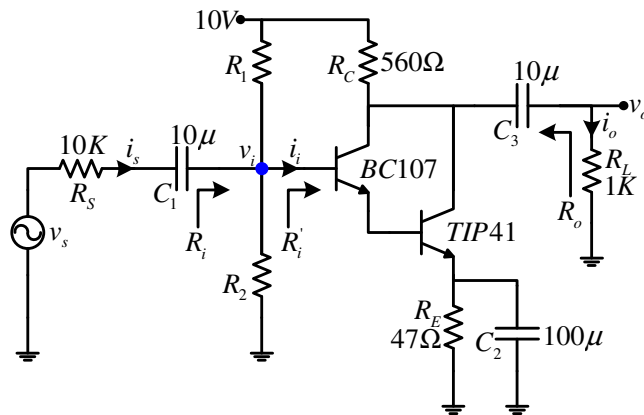 10V
R1
RC
560Ω
10μ
vo
C3
io
RL
1K
Ro
10K
is
RS
10μ
C1
vi
ii
BC107
Ri
Ri'
TIP41
vs
R2
RE
47Ω
C2
100μ